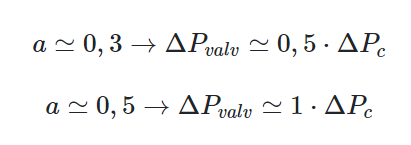 a ≃ 0, 3 → ΔP_valv ≃ 0, 5 · ΔP_c
a ≃ 0, 5 → ΔP_valv ≃ 1 · ΔP_c